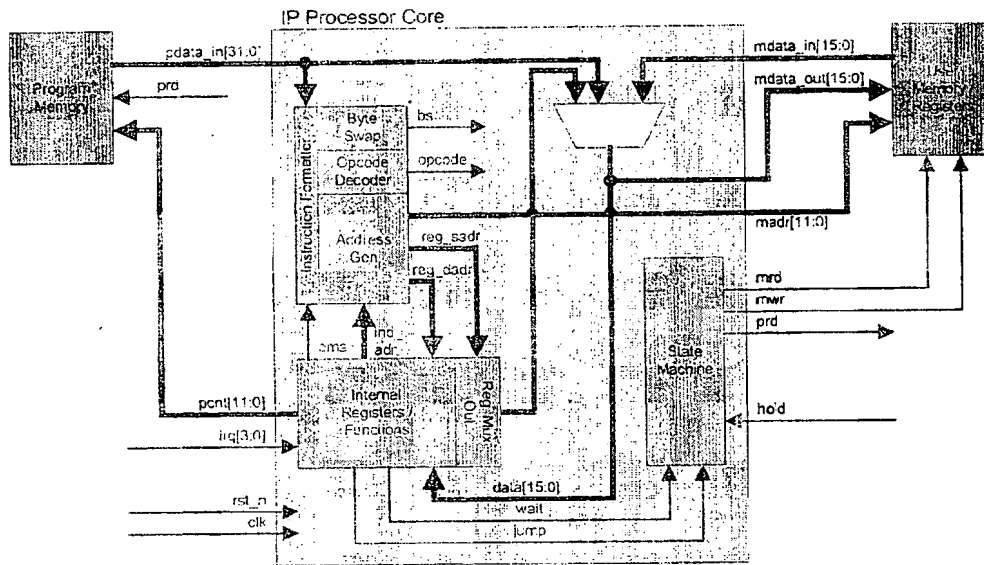 IP Processor Core
pdata_in[31:0]
mdata_in[15:0]
mdata_out[15:0]
Program
Memory
prd
Memory
Registers
Byte
Swap
bs
Opcode
Decoder
opcode
Instruction Formatter
Address
Gen
madr[11:0]
reg_sadr
reg_dadr
ind_
adr
mrd
mwr
prd
State
Machine
pcnt[11:0]
Internal
Registers /
Functions
Reg Mux
Out
hold
irq[3:0]
data[15:0]
wait
jump
rst_n
clk